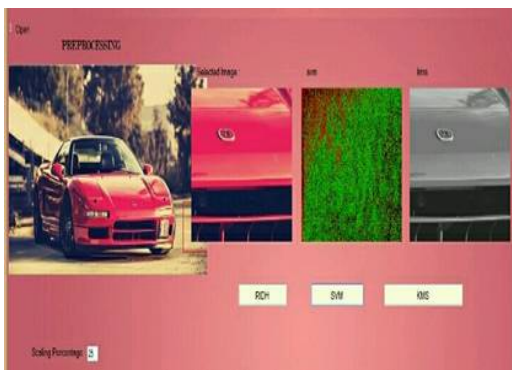 Open
PREPROCESSING
Selected Image
svm
kms
RIDH
SVM
KMS
Scaling Percentage 25